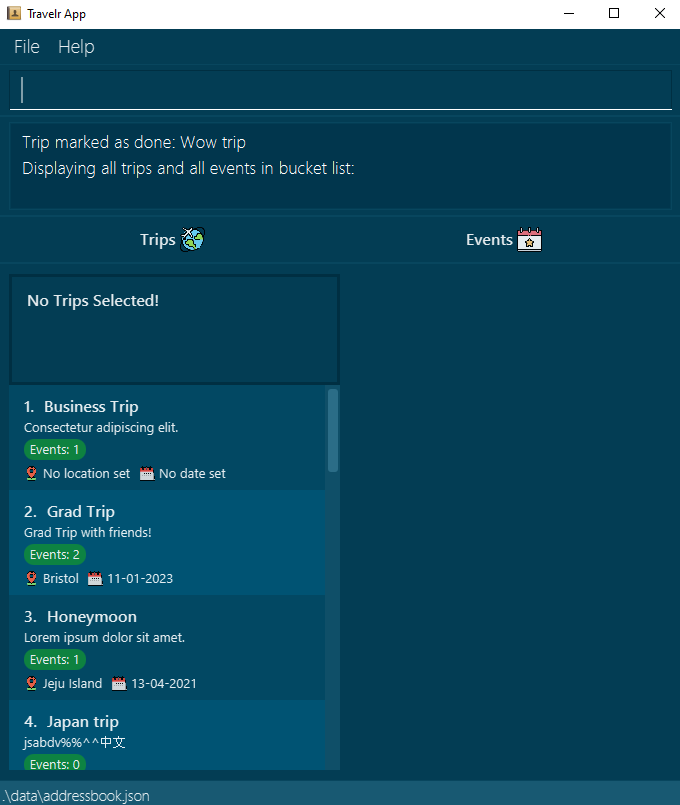 Travelr App
File Help
Trip marked as done: Wow trip
Displaying all trips and all events in bucket list:
Trips Events
No Trips Selected!
1. Business Trip
Consectetur adipiscing elit.
Events: 1
No location set No date set
2. Grad Trip
Grad Trip with friends!
Events: 2
Bristol 11-01-2023
3. Honeymoon
Lorem ipsum dolor sit amet.
Events: 1
Jeju Island 13-04-2021
4. Japan trip
jsabdv%%^^中文
Events: 0
.\data\addressbook.json